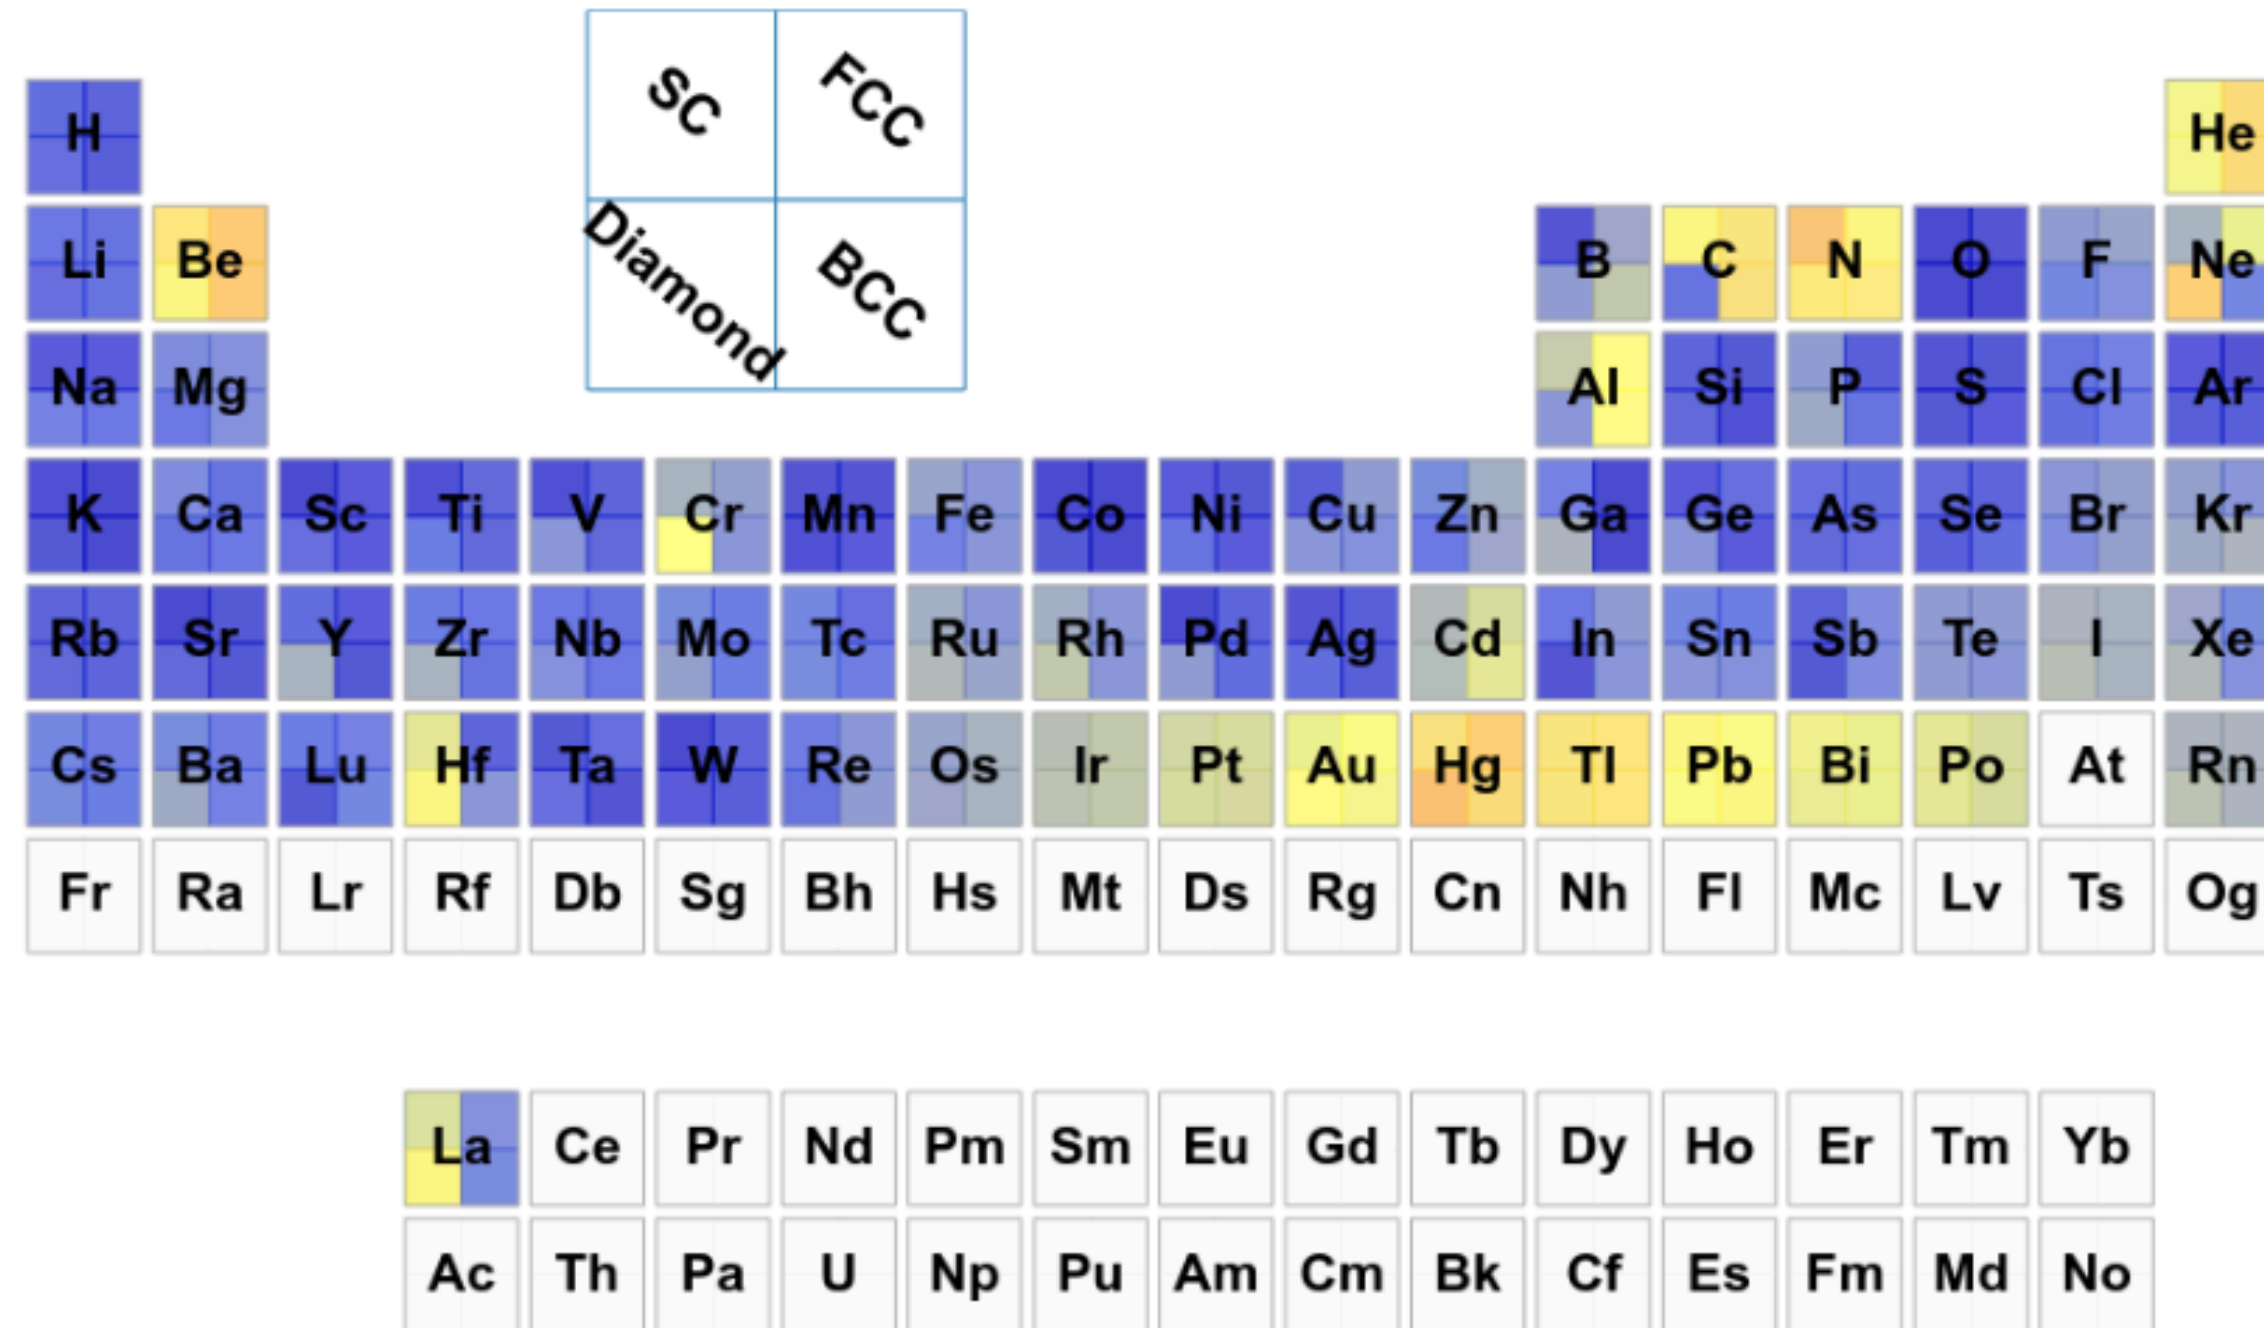 SC FCC
Diamond BCC
H He
Li Be B C N O F Ne
Na Mg Al Si P S Cl Ar
K Ca Sc Ti V Cr Mn Fe Co Ni Cu Zn Ga Ge As Se Br Kr
Rb Sr Y Zr Nb Mo Tc Ru Rh Pd Ag Cd In Sn Sb Te I Xe
Cs Ba Lu Hf Ta W Re Os Ir Pt Au Hg Tl Pb Bi Po At Rn
Fr Ra Lr Rf Db Sg Bh Hs Mt Ds Rg Cn Nh Fl Mc Lv Ts Og
La Ce Pr Nd Pm Sm Eu Gd Tb Dy Ho Er Tm Yb
Ac Th Pa U Np Pu Am Cm Bk Cf Es Fm Md No